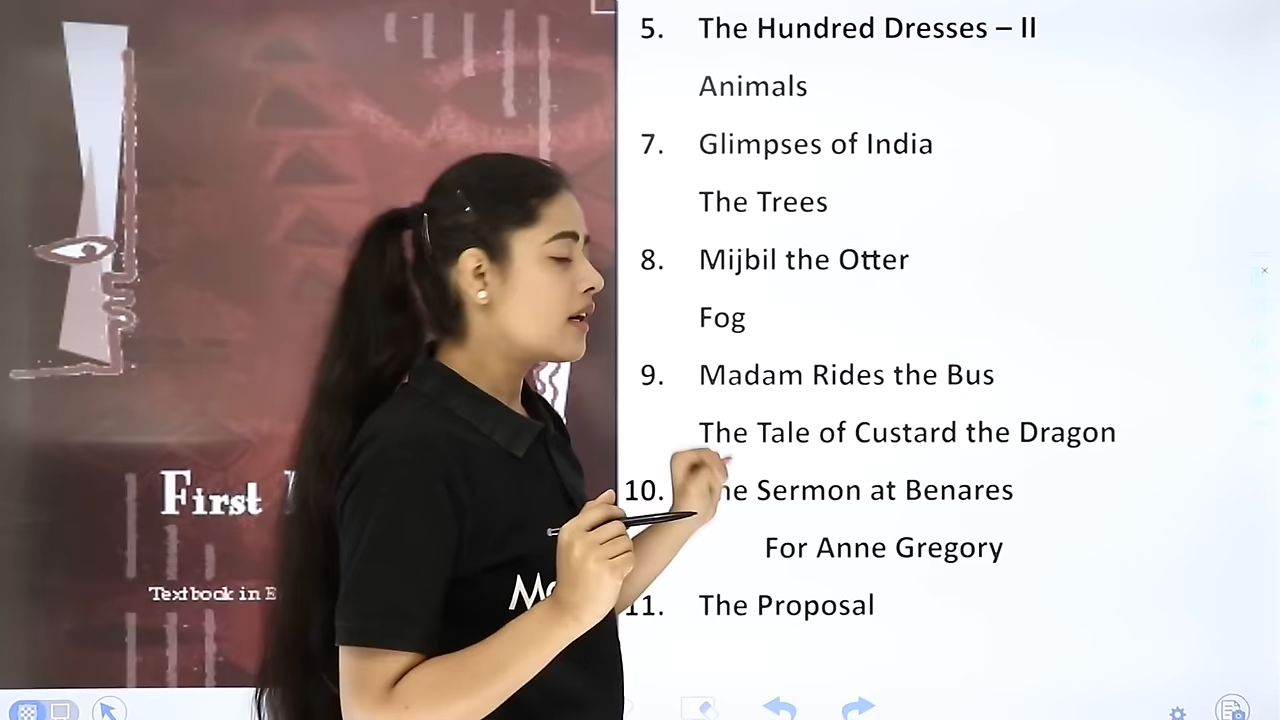 5. The Hundred Dresses – II
Animals
7. Glimpses of India
The Trees
8. Mijbil the Otter
Fog
9. Madam Rides the Bus
The Tale of Custard the Dragon
10. Sermon at Benares
For Anne Gregory
11. The Proposal
First
Textbook in